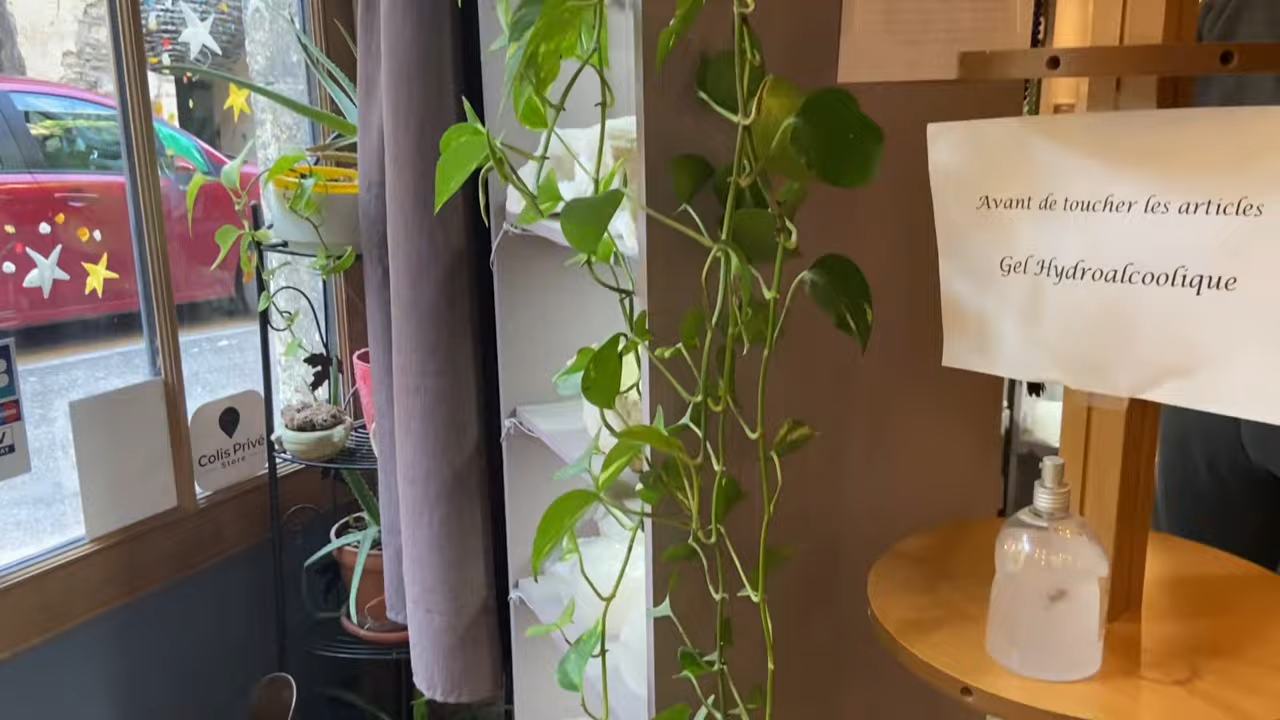 Avant de toucher les articles
Gel Hydroalcoolique
Colis Privé
Store